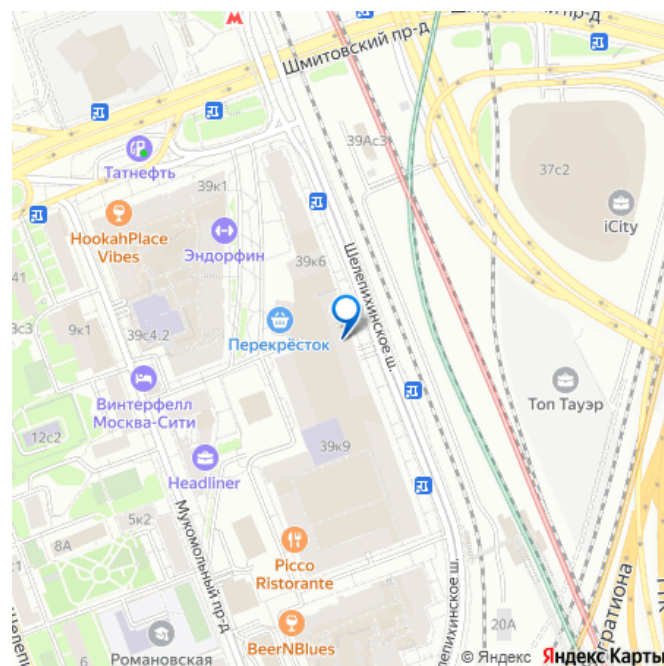 Шмитовский пр-д
Шмитовский пр-д
39Ас3
37с2
Татнефть
39к1
iCity
HookahPlace
Vibes
Эндорфин
Шелепихинское ш.
39к6
41
3с3
9к1
39с4.2
Перекрёсток
Винтерфелл
Москва-Сити
Топ Тауэр
12с2
39к9
Headliner
5к2
8А
Мукомольный пр-д
Picco
Ristorante
20А
BeerNBlues
Романовская
© Яндекс
Яндекс Карты